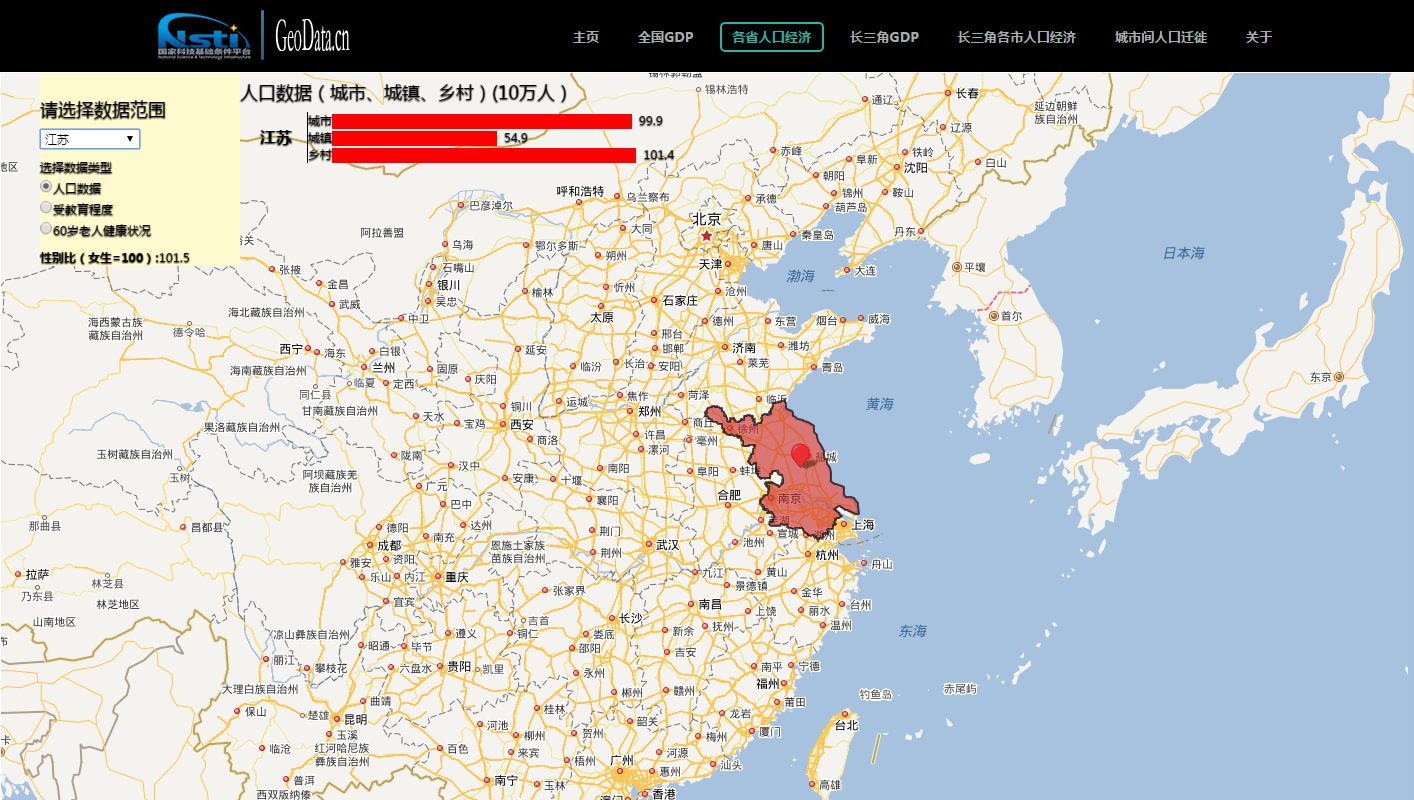 Nsti
国家科技基础条件平台
National Science & Technology Infrastructure
GeoData.cn
主页
全国GDP
各省人口经济
长三角GDP
长三角各市人口经济
城市间人口迁徙
关于
请选择数据范围
江苏
选择数据类型
人口数据
受教育程度
60岁老人健康状况
性别比（女生=100）:101.5
人口数据（城市、城镇、乡村）(10万人）
江苏
城市 99.9
城镇 54.9
乡村 101.4
锡林浩特
通辽
长春
延边朝鲜
族自治州
辽源
赤峰
阜新
铁岭
沈阳
白山
朝阳
锦州
鞍山
葫芦岛
丹东
呼和浩特
乌兰察布
承德
巴彦淖尔
北京
阿拉善盟
大同
秦皇岛
乌海
鄂尔多斯
唐山
朔州
天津
日本海
渤海
大连
平壤
张掖
石嘴山
金昌
银川
榆林
忻州
沧州
武威
吴忠
石家庄
海北藏族自治州
首尔
中卫
太原
德州
东营
烟台
威海
海西蒙古族
藏族自治州
德令哈
邢台
西宁
海东
白银
延安
邯郸
济南
潍坊
兰州
固原
临汾
长治
安阳
莱芜
青岛
海南藏族自治州
临夏
定西
庆阳
东京
同仁县
焦作
菏泽
临沂
甘南藏族自治州
铜川
运城
郑州
黄海
天水
宝鸡
西安
商丘
徐州
果洛藏族自治州
商洛
许昌
亳州
漯河
玉树藏族自治州
陇南
汉中
南阳
阜阳
蚌埠
盐城
玉树
阿坝藏族羌
族自治州
安康
十堰
广元
襄阳
合肥
南京
巴中
那曲县
昌都县
德阳
达州
荆门
芜湖
上海
南充
恩施土家族
苗族自治州
宣城
湖州
成都
资阳
荆州
武汉
池州
杭州
雅安
舟山
拉萨
乐山
内江
重庆
九江
黄山
林芝县
景德镇
金华
乃东县
张家界
林芝地区
宜宾
南昌
上饶
丽水
台州
山南地区
吉首
长沙
抚州
温州
东海
凉山彝族自治州
遵义
铜仁
娄底
新余
昭通
毕节
邵阳
吉安
丽江
攀枝花
六盘水
贵阳
凯里
永州
南平
宁德
大理白族自治州
福州
钓鱼岛
赤尾屿
郴州
赣州
曲靖
莆田
保山
楚雄
昆明
桂林
韶关
龙岩
台北
河池
玉溪
柳州
贺州
梅州
厦门
临沧
红河哈尼族
彝族自治州
百色
来宾
河源
梧州
广州
汕头
惠州
普洱
南宁
玉林
高雄
西双版纳傣
香港